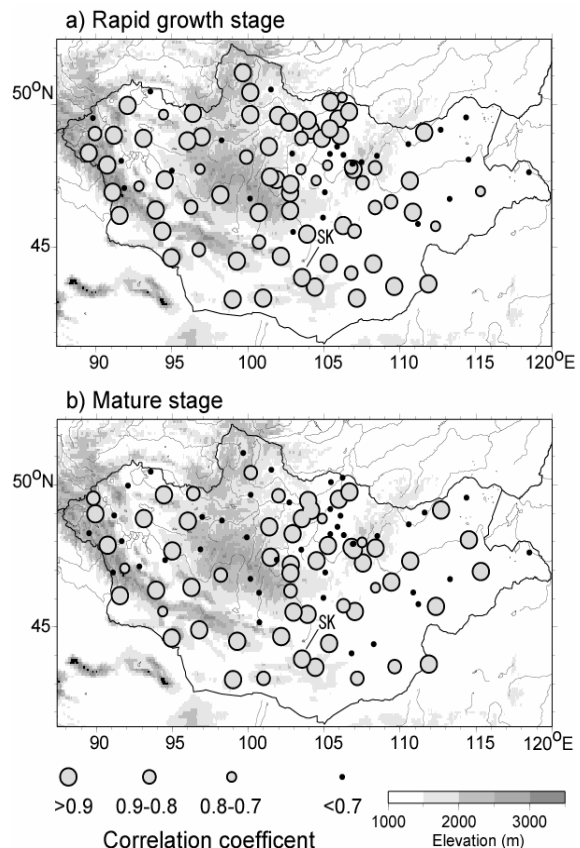 a) Rapid growth stage
50°N
45
SK
90 95 100 105 110 115 120°E
b) Mature stage
50°N
45
SK
90 95 100 105 110 115 120°E
>0.9 0.9-0.8 0.8-0.7 <0.7
1000 2000 3000
Correlation coefficent
Elevation (m)